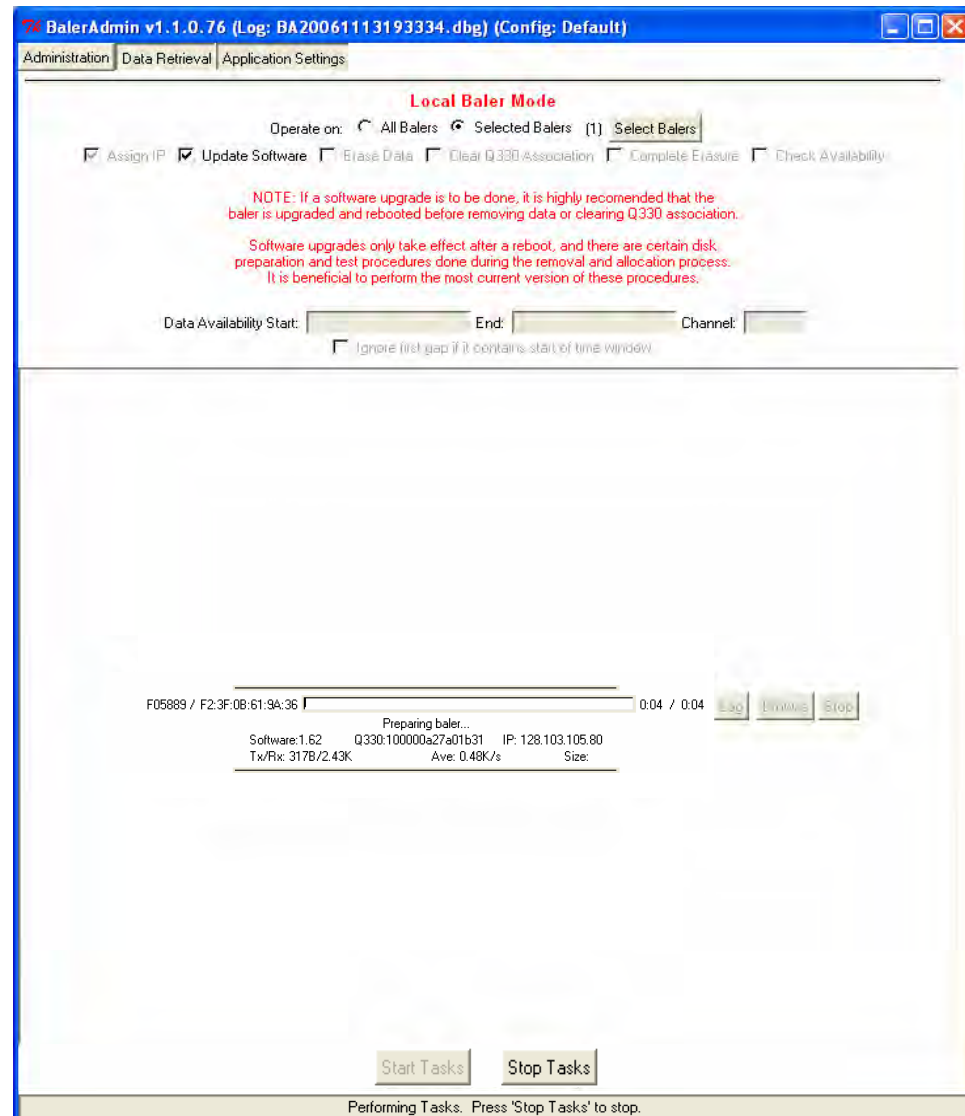 BalerAdmin v1.1.0.76 (Log: BA20061113193334.dbg) (Config: Default)
Administration Data Retrieval Application Settings
Local Baler Mode
Operate on: All Balers Selected Balers (1) Select Balers
Assign IP Update Software Erase Data Clear Q330 Association Complete Erasure Check Availability
NOTE: If a software upgrade is to be done, it is highly recomended that the
baler is upgraded and rebooted before removing data or clearing Q330 association.
Software upgrades only take effect after a reboot, and there are certain disk
preparation and test procedures done during the removal and allocation process.
It is beneficial to perform the most current version of these procedures.
Data Availability Start: End: Channel:
Ignore first gap if it contains start of time window
F05889 / F2:3F:0B:61:9A:36 0:04 / 0:04 Log Browse Stop
Preparing baler...
Software:1.62 Q330:100000a27a01b31 IP: 128.103.105.80
Tx/Rx: 317B/2.43K Ave: 0.48K/s Size:
Start Tasks Stop Tasks
Performing Tasks. Press 'Stop Tasks' to stop.